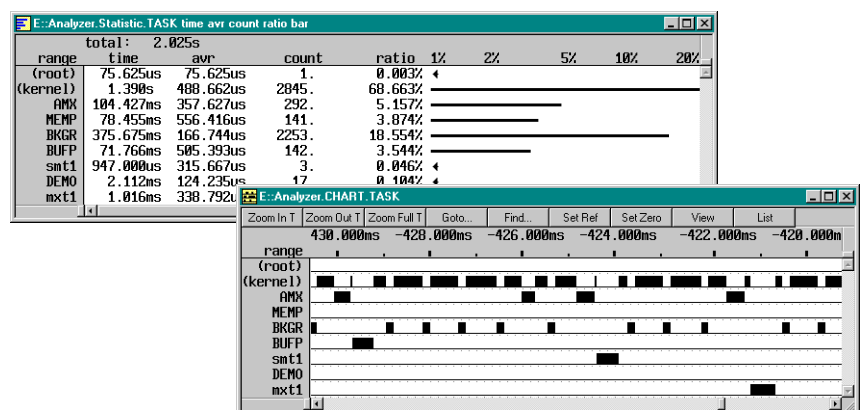 E::Analyzer.Statistic.TASK time avr count ratio bar
total: 2.025s
range time avr count ratio 1% 2% 5% 10% 20%
(root) 75.625us 75.625us 1. 0.003%
(kernel) 1.390s 488.662us 2845. 68.663%
AMX 104.427ms 357.627us 292. 5.157%
MEMP 78.455ms 556.416us 141. 3.874%
BKGR 375.675ms 166.744us 2253. 18.554%
BUFP 71.766ms 505.393us 142. 3.544%
smt1 947.000us 315.667us 3. 0.046%
DEMO 2.112ms 124.235us 17. 0.104%
mxt1 1.016ms 338.792u
E::Analyzer.CHART.TASK
Zoom In T Zoom Out T Zoom Full T Goto... Find... Set Ref Set Zero View List
430.000ms -428.000ms -426.000ms -424.000ms -422.000ms -420.000m
range
(root)
(kernel)
AMX
MEMP
BKGR
BUFP
smt1
DEMO
mxt1